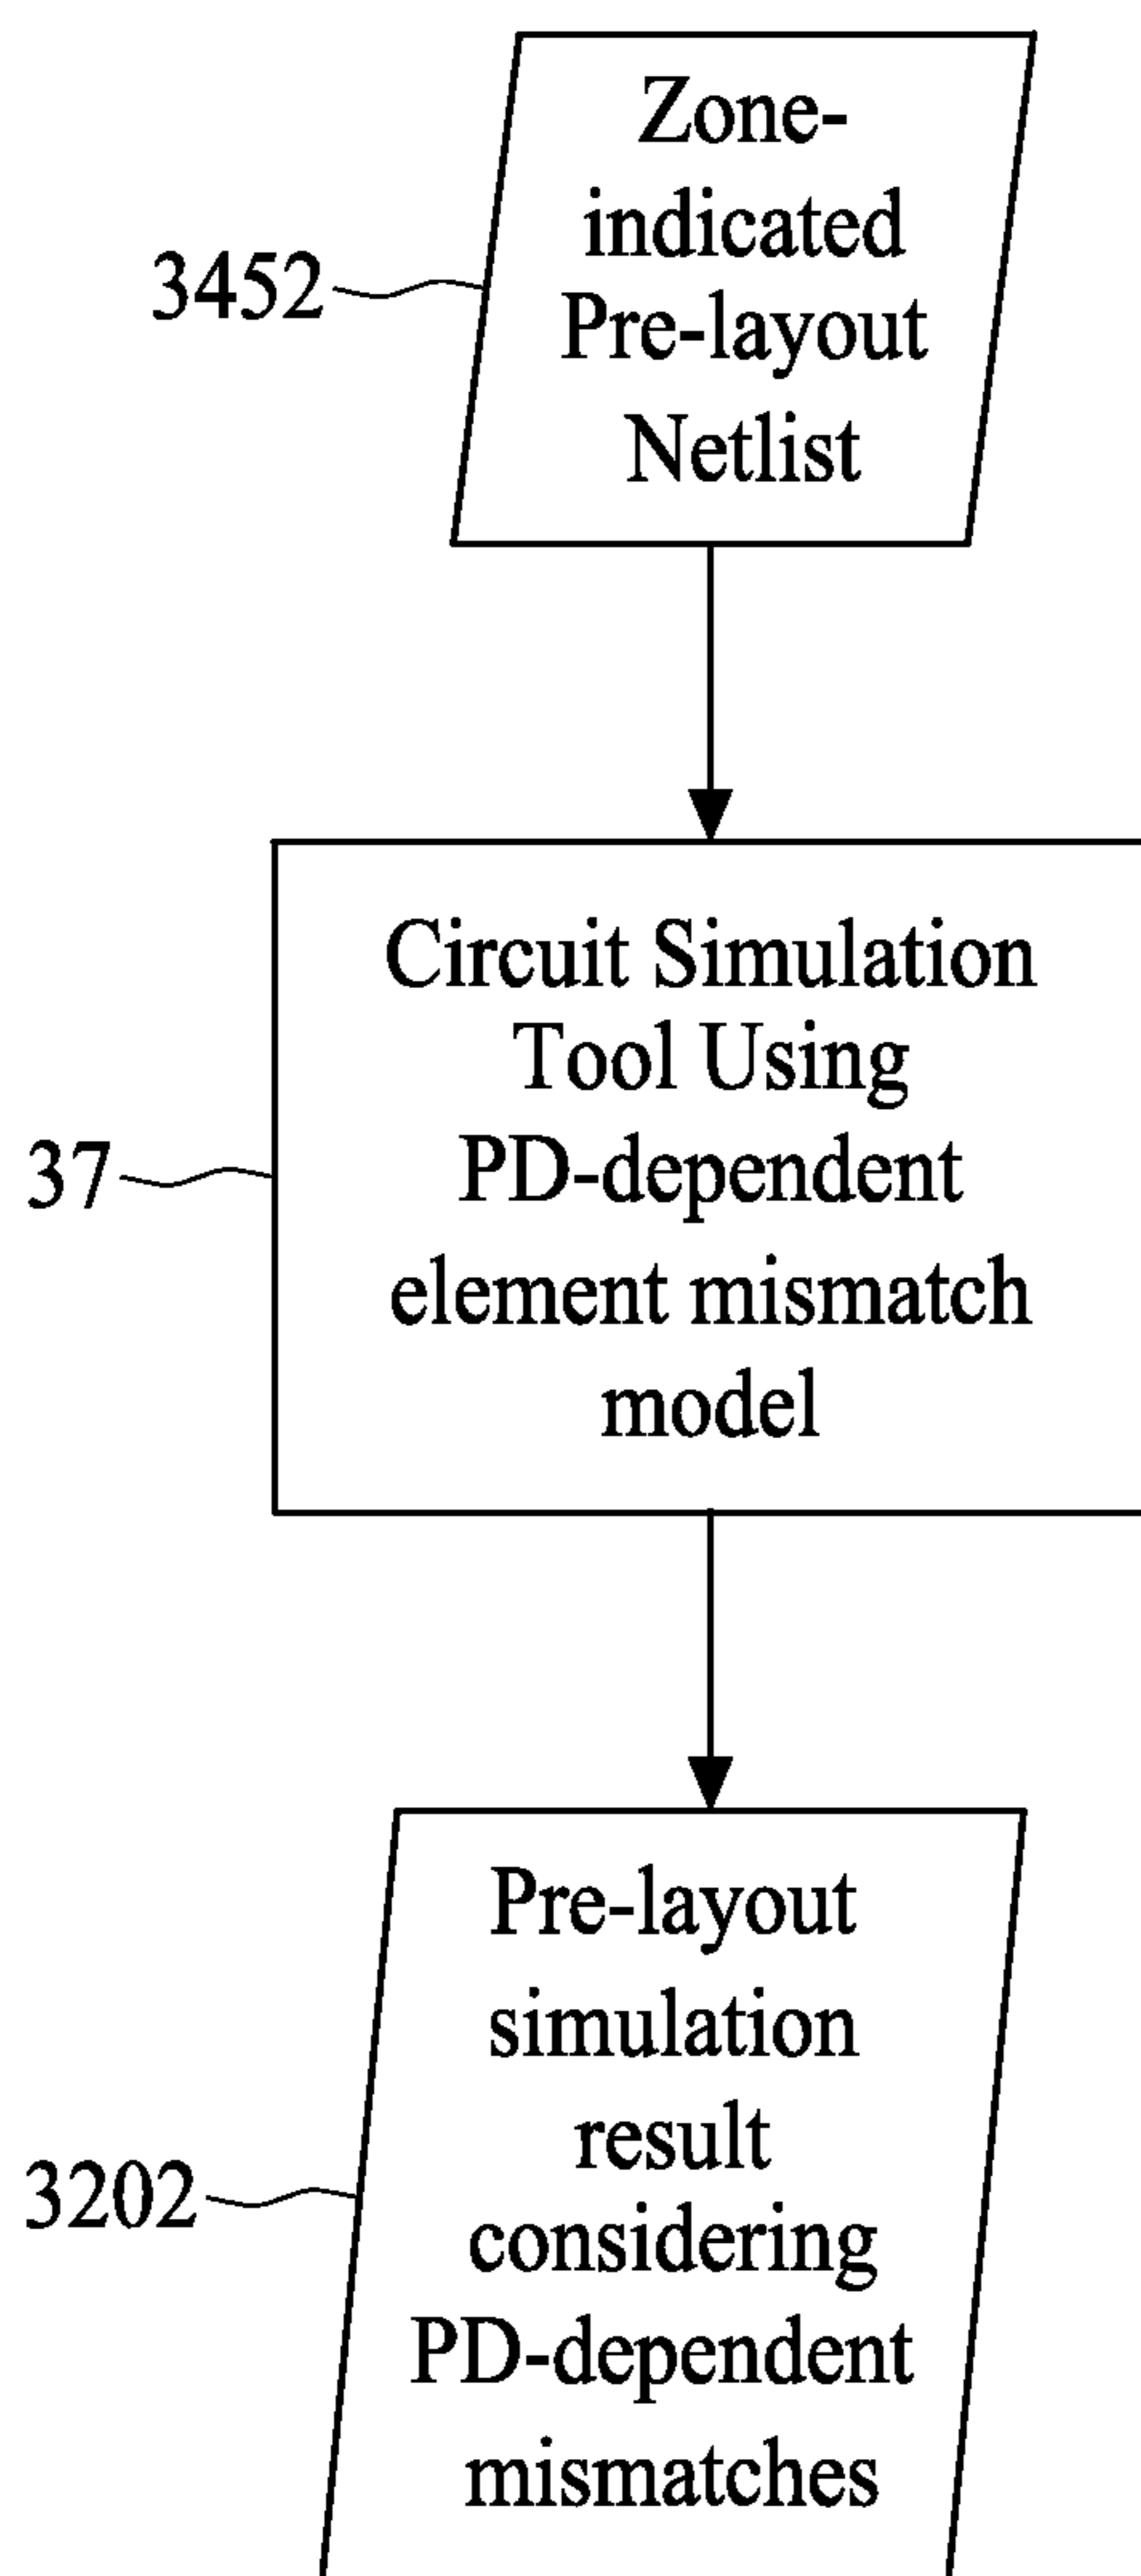 Zone-
indicated
Pre-layout
Netlist
3452
Circuit Simulation
Tool Using
PD-dependent
element mismatch
model
37
Pre-layout
simulation
result
considering
PD-dependent
mismatches
3202